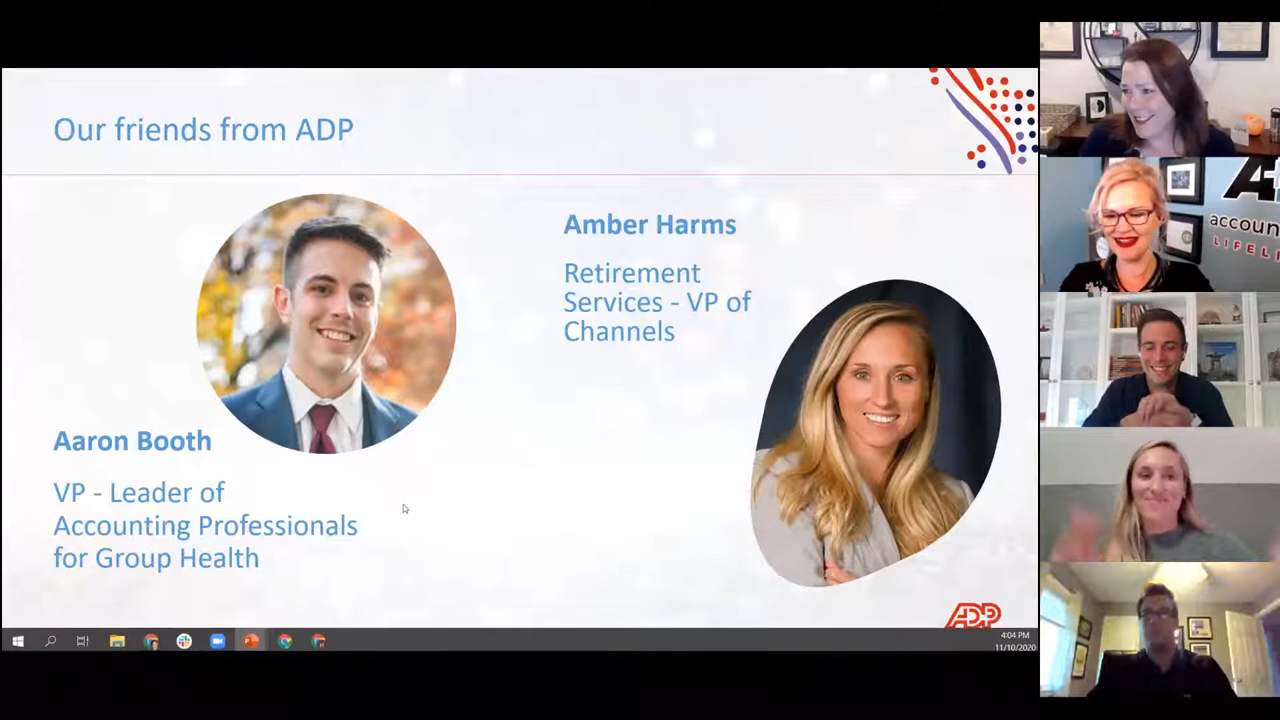 Our friends from ADP
Amber Harms
Retirement
Services - VP of
Channels
Aaron Booth
VP - Leader of
Accounting Professionals
for Group Health
ADP
4:04 PM
11/10/2020